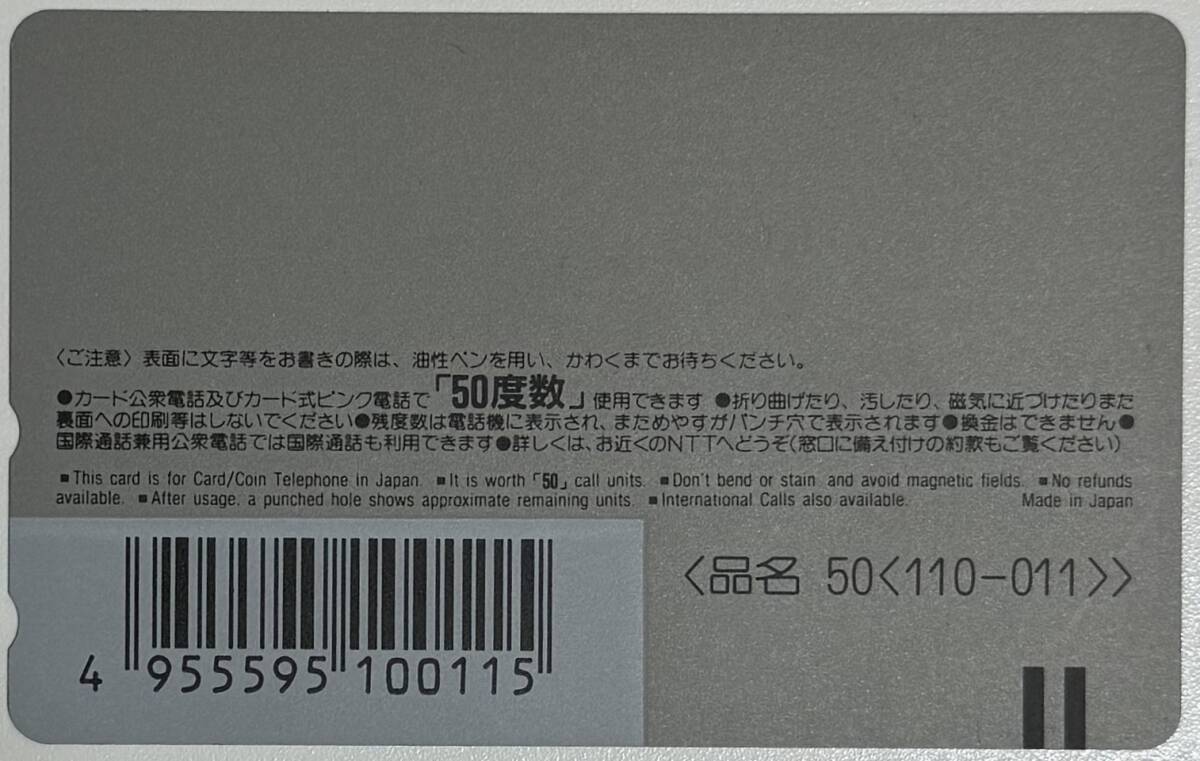 〈ご注意〉表面に文字等をお書きの際は、油性ペンを用い、かわくまでお待ちください。
●カード公衆電話及びカード式ピンク電話で「50度数」使用できます ●折り曲げたり、汚したり、磁気に近づけたりまた
裏面への印刷等はしないでください●残度数は電話機に表示され、まためやすがパンチ穴で表示されます●換金はできません●
国際通話兼用公衆電話では国際通話も利用できます●詳しくは、お近くのNTTへどうぞ(窓口に備え付けの約款もご覧ください)
■This card is for Card/Coin Telephone in Japan. ■It is worth「50」call units. ■Don't bend or stain and avoid magnetic fields. ■No refunds
available. ■After usage, a punched hole shows approximate remaining units. ■International Calls also available. Made in Japan
〈品名 50〈110-011〉〉
4 955595 100115